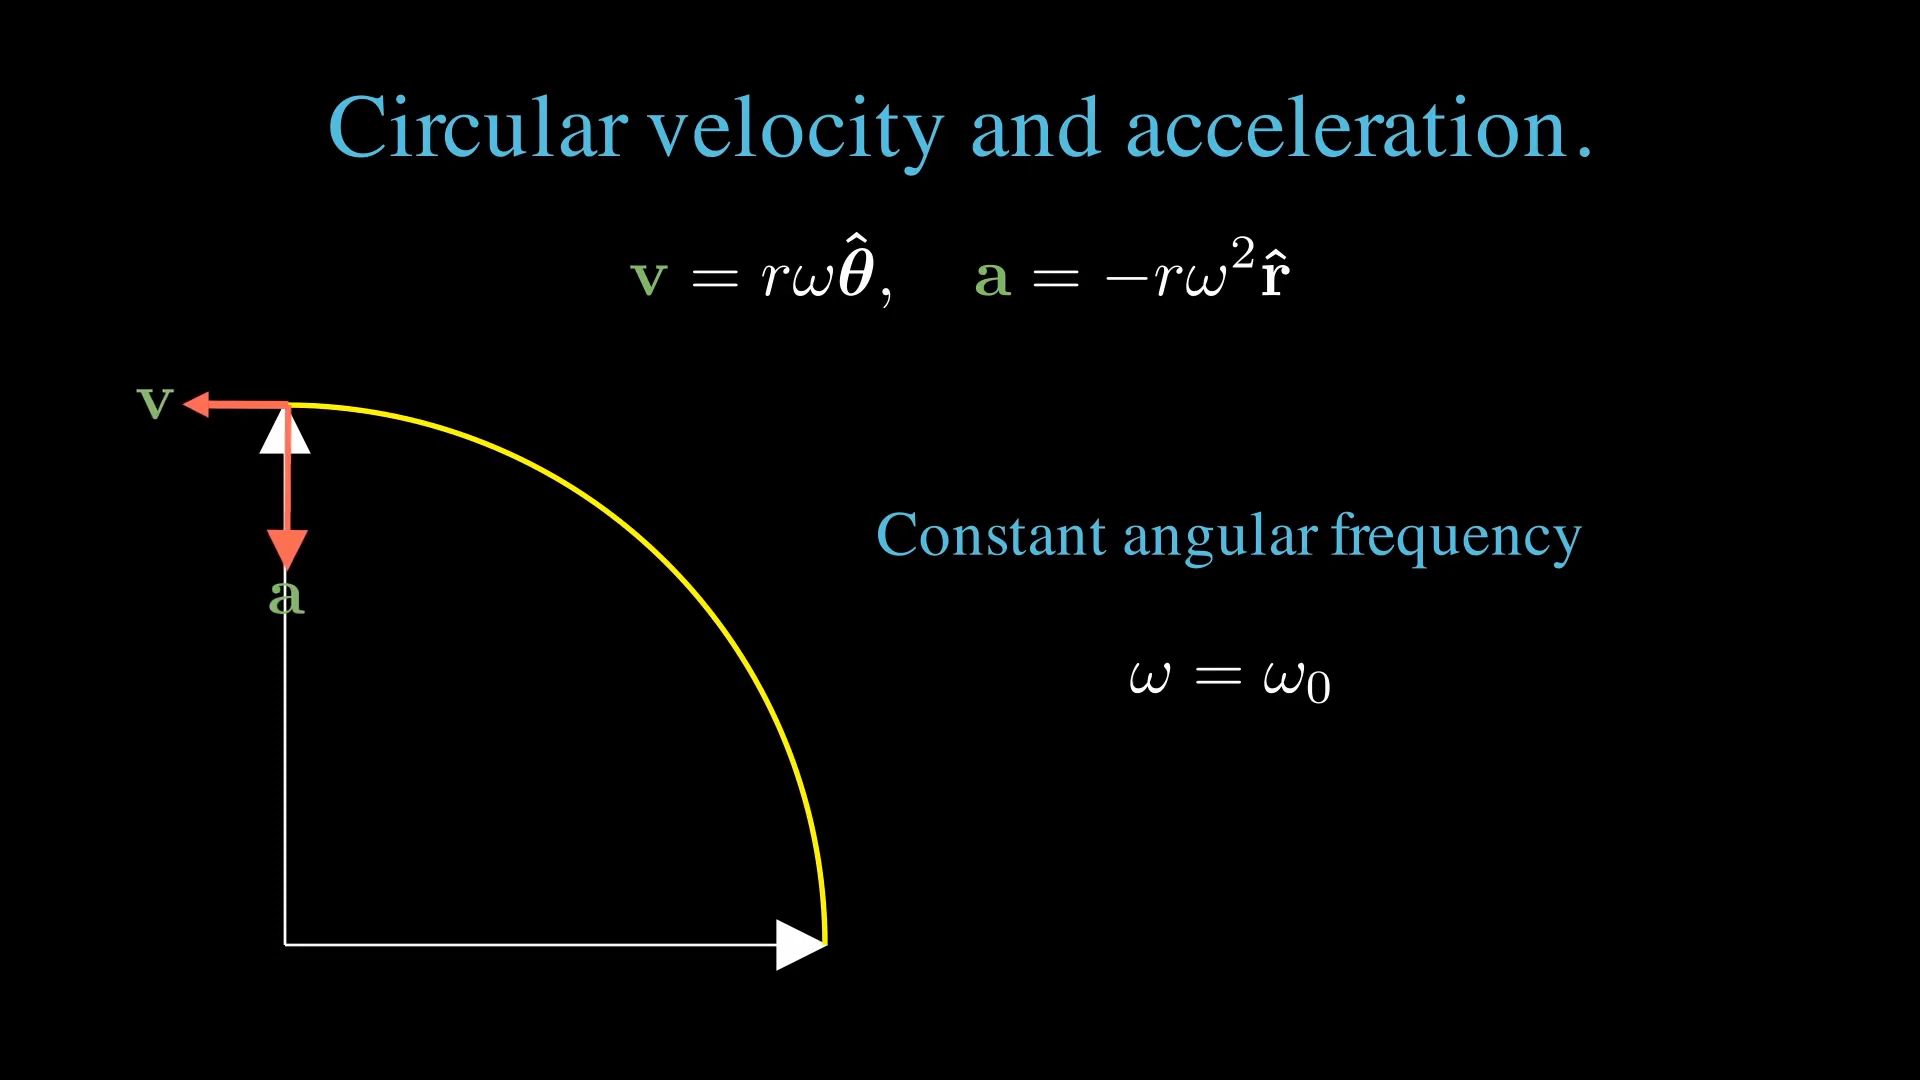 Circular velocity and acceleration.
𝐯 = rω𝛉̂, 𝐚 = −rω²𝐫̂
𝐯
𝐚
Constant angular frequency
ω = ω₀